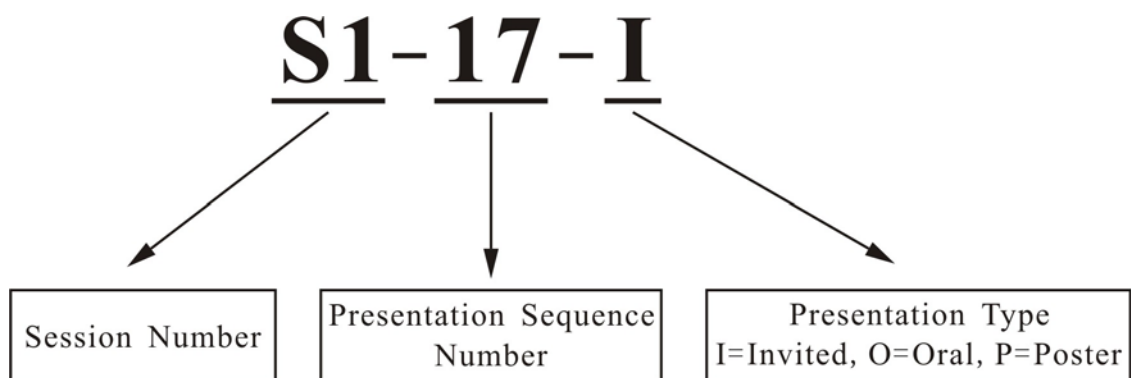 S1-17-I
Session Number
Presentation Sequence
Number
Presentation Type
I=Invited, O=Oral, P=Poster